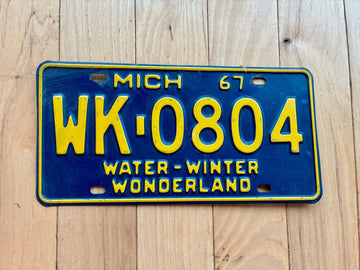 MICH 67
WK-0804
WATER-WINTER
WONDERLAND